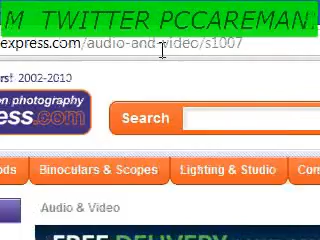 M TWITTER PCCAREMAN
express.com/audio-and-video/s1007
rs! 2002-2010
on photography
ess.com
Search
ods
Binoculars & Scopes
Lighting & Studio
Audio & Video
FREE DELIVERY